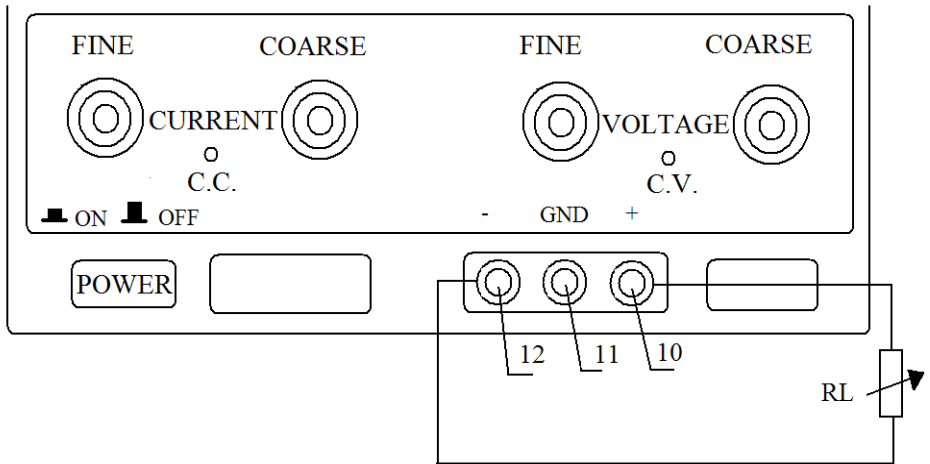 FINE COARSE FINE COARSE
CURRENT VOLTAGE
C.C. C.V.
ON OFF - GND +
POWER
12 11 10
RL